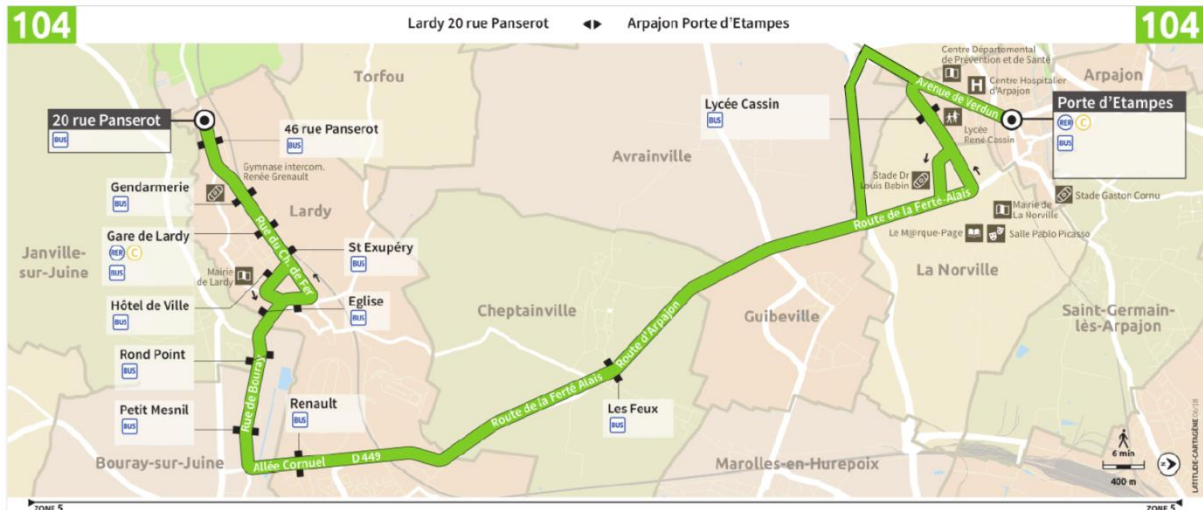 104
Lardy 20 rue Panserot
Arpajon Porte d'Etampes
104
20 rue Panserot
BUS
46 rue Panserot
BUS
Gymnase intercom.
Renée Grenault
Gendarmerie
BUS
Gare de Lardy
RER C
BUS
Mairie
de Lardy
Hôtel de Ville
BUS
Rond Point
BUS
Petit Mesnil
BUS
St Exupéry
BUS
Eglise
BUS
Renault
BUS
Les Feux
BUS
Lycée Cassin
BUS
Centre Départemental
de Prévention et de Santé
H
Centre Hospitalier
d'Arpajon
Lycée
René Cassin
Porte d'Etampes
RER C
BUS
Stade Dr
Louis Babin
Stade Gaston Cornu
Mairie de
La Norville
Le M@rque-Page
Salle Pablo Picasso
Torfou
Lardy
Janville-
sur-Juine
Bouray-sur-Juine
Cheptainville
Avrainville
Guibeville
Marolles-en-Hurepoix
La Norville
Arpajon
Saint-Germain-
lès-Arpajon
Rue du Ch. de Fer
Rue de Bouray
Allée Cornuel
D 449
Route de la Ferté Alais
Route d'Arpajon
Route de la Ferté-Alais
Avenue de Verdun
6 min
400 m
LATITUDE-CARTAGÈNE
ZONE 5
ZONE 5